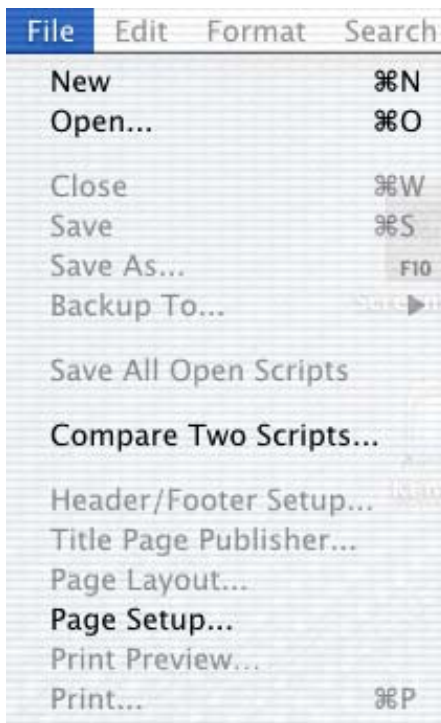 File Edit Format Search
New ⌘N
Open... ⌘O
Close ⌘W
Save ⌘S
Save As... F10
Backup To...
Save All Open Scripts
Compare Two Scripts...
Header/Footer Setup...
Title Page Publisher...
Page Layout...
Page Setup...
Print Preview...
Print... ⌘P